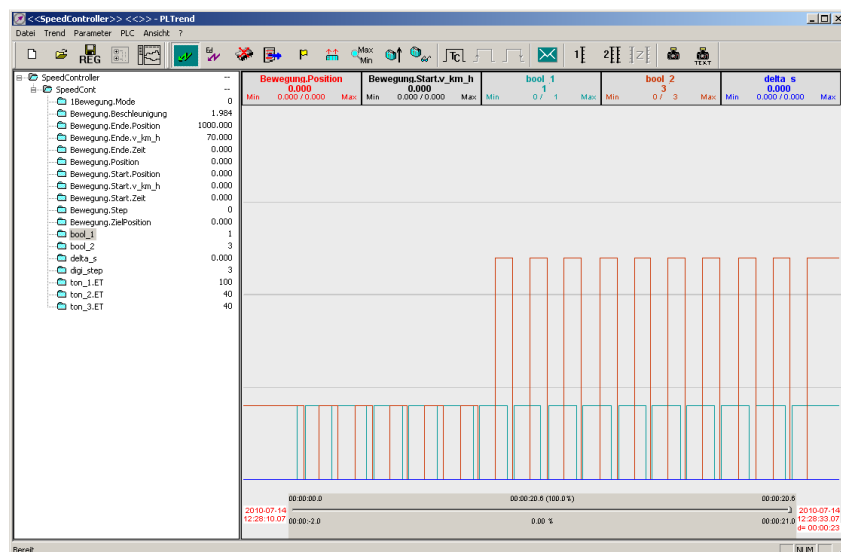 <<SpeedController>> <<>> - PLTrend
Datei Trend Parameter PLC Ansicht ?
REG Max Min TC 1 2 Z TEXT
SpeedController --
SpeedCont --
1Bewegung.Mode 0
Bewegung.Beschleunigung 1.984
Bewegung.Ende.Position 1000.000
Bewegung.Ende.v_km_h 70.000
Bewegung.Ende.Zeit 0.000
Bewegung.Position 0.000
Bewegung.Start.Position 0.000
Bewegung.Start.v_km_h 0.000
Bewegung.Start.Zeit 0.000
Bewegung.Step 0
Bewegung.ZielPosition 0.000
bool_1 1
bool_2 3
delta_s 0.000
digi_step 3
ton_1.ET 100
ton_2.ET 40
ton_3.ET 40
Bewegung.Position Bewegung.Start.v_km_h bool_1 bool_2 delta_s
0.000 0.000 1 3 0.000
Min 0.000 / 0.000 Max Min 0.000 / 0.000 Max Min 0 / 1 Max Min 0 / 3 Max Min 0.000 / 0.000 Max
00:00:00.0 00:00:20.6 (100.0%) 00:00:20.6
2010-07-14 2010-07-14
12:28:10.07 00:00:-2.0 0.00 % 00:00:21.0 12:28:33.07
d= 00:00:23
Bereit NUM